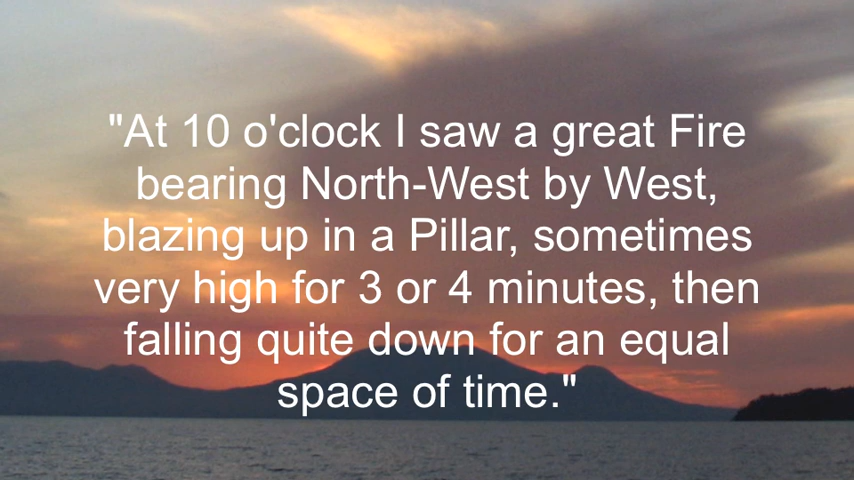 "At 10 o'clock I saw a great Fire
bearing North-West by West,
blazing up in a Pillar, sometimes
very high for 3 or 4 minutes, then
falling quite down for an equal
space of time."